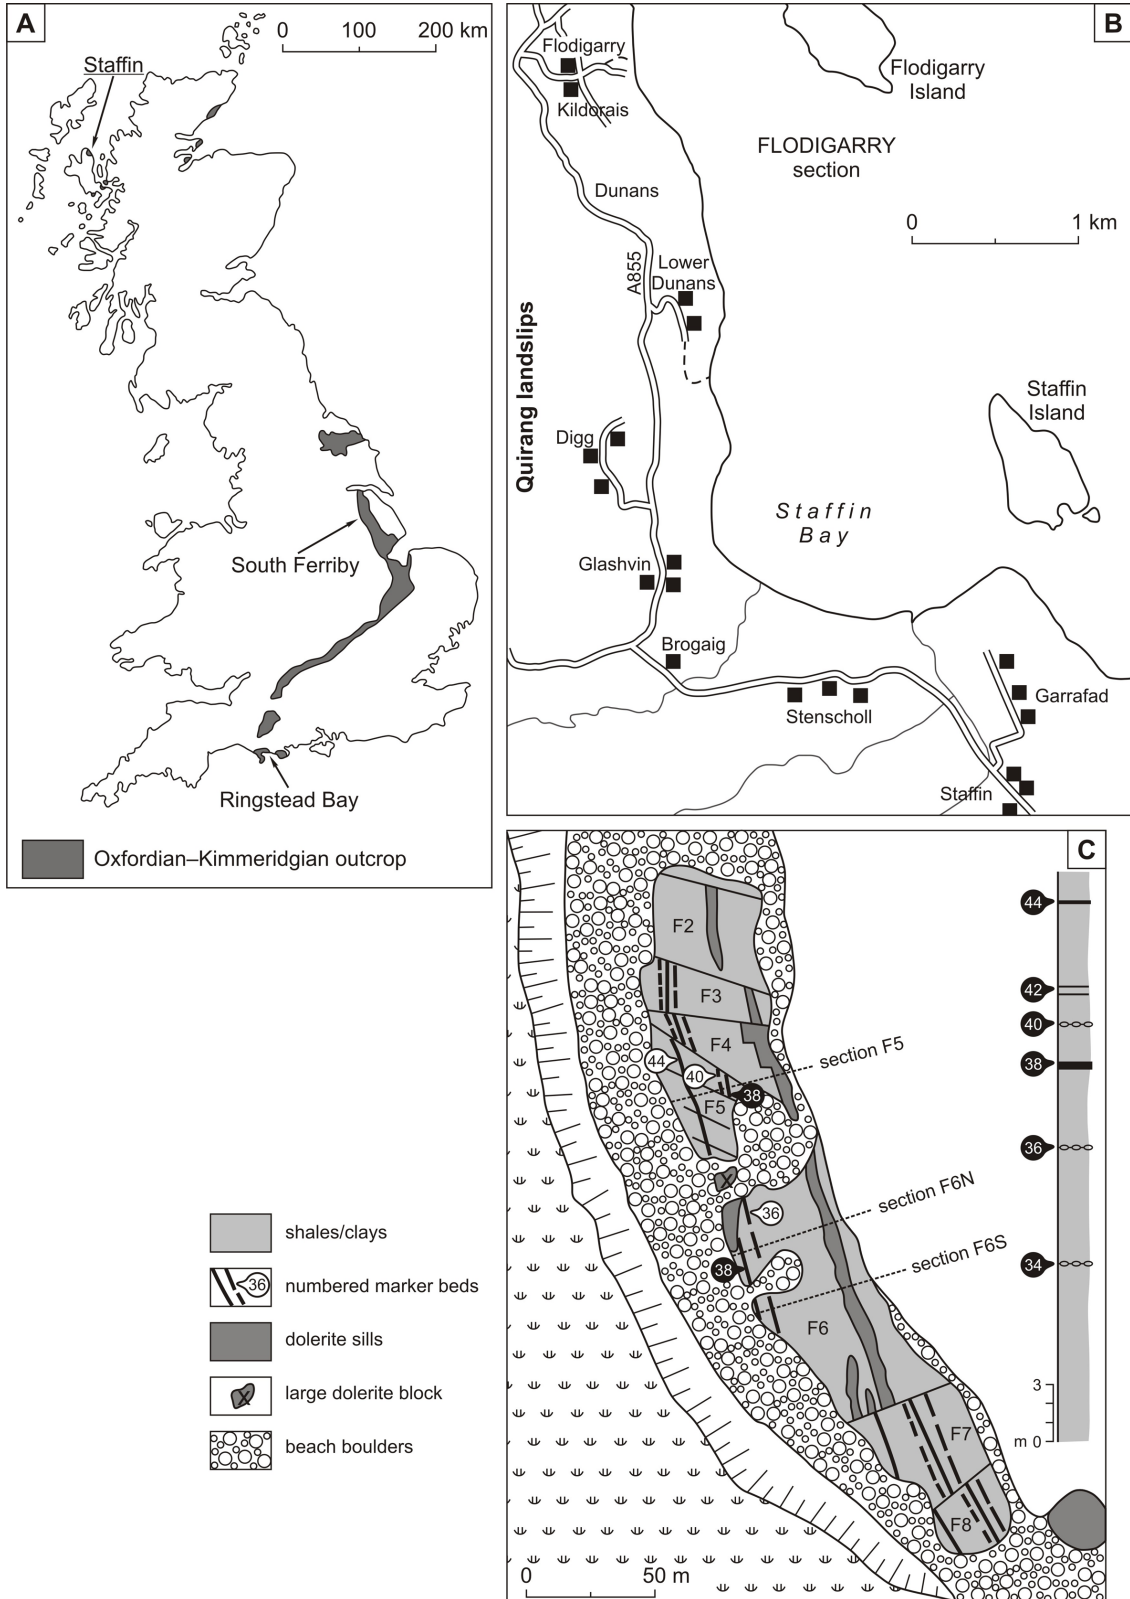 A
0 100 200 km
Staffin
South Ferriby
Ringstead Bay
Oxfordian–Kimmeridgian outcrop
B
Flodigarry
Kildorais
Flodigarry
Island
FLODIGARRY
section
Dunans
0 1 km
A855
Lower
Dunans
Quirang landslips
Staffin
Island
Digg
Staffin
Bay
Glashvin
Brogaig
Stenscholl
Garrafad
Staffin
C
F2
F3
F4
44
40
38
F5
section F5
X
36
section F6N
38
section F6S
F6
F7
F8
0 50 m
44
42
40
38
36
34
3
m 0
shales/clays
36
numbered marker beds
dolerite sills
X
large dolerite block
beach boulders